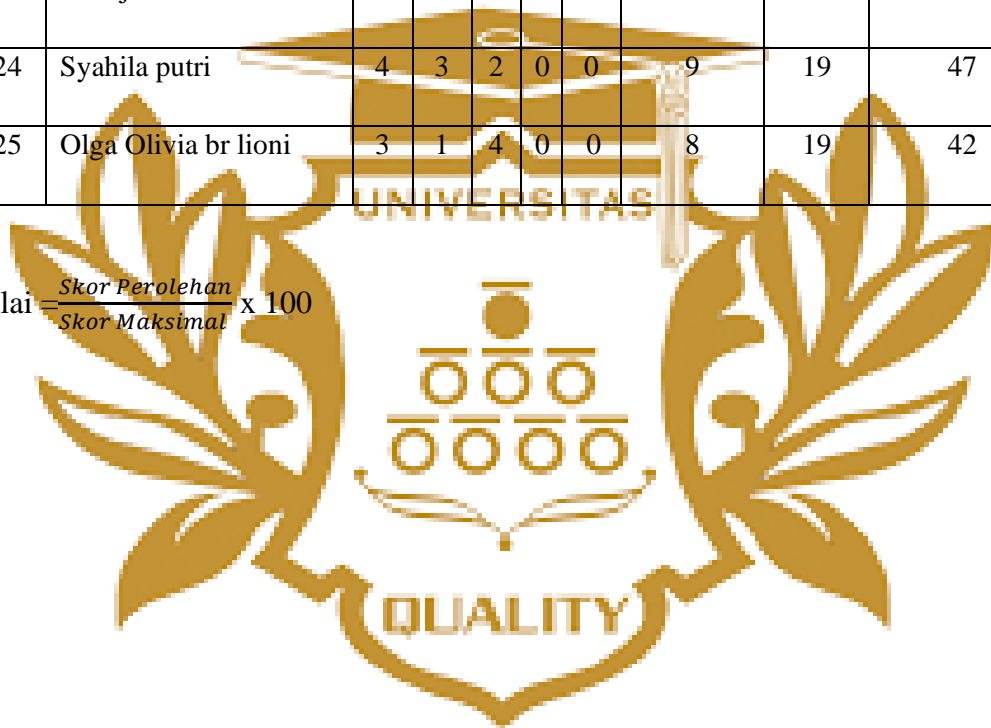 24 Syahila putri 4 3 2 0 0 9 19 47
25 Olga Olivia br lioni 3 1 4 0 0 8 19 42
UNIVERSITAS
lai = Skor Perolehan / Skor Maksimal x 100
QUALITY